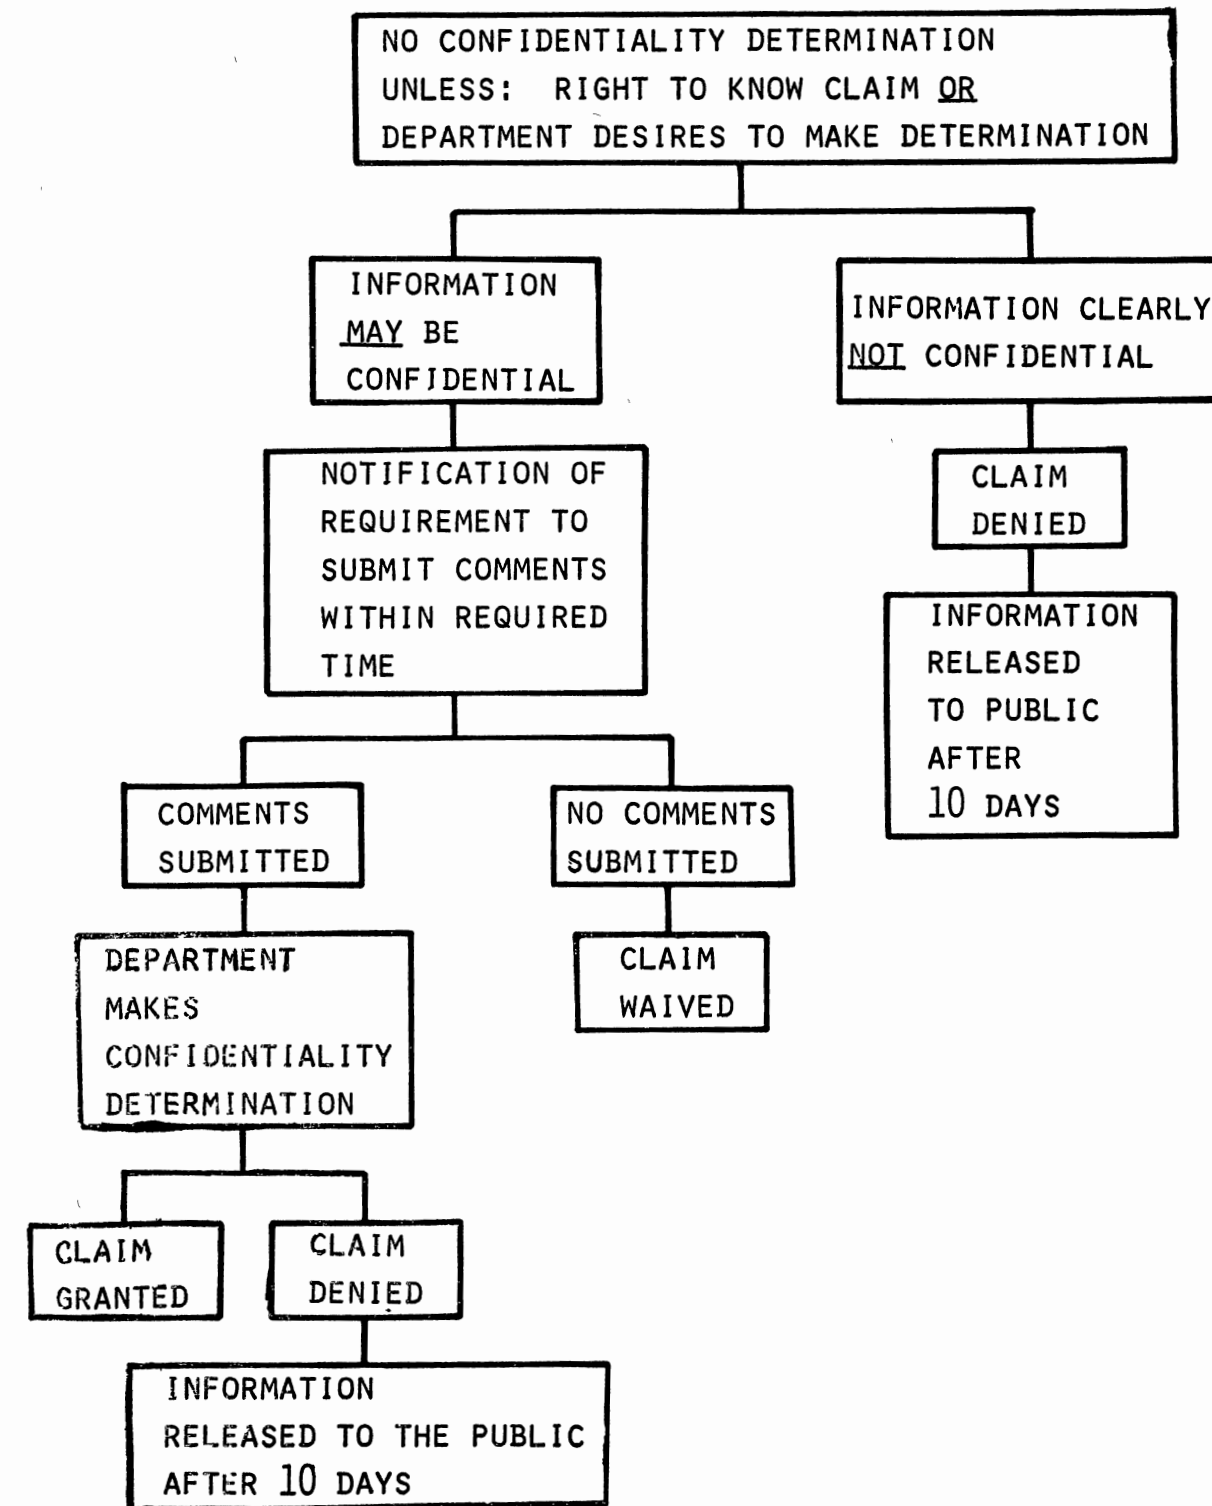 NO CONFIDENTIALITY DETERMINATION
UNLESS: RIGHT TO KNOW CLAIM OR
DEPARTMENT DESIRES TO MAKE DETERMINATION
INFORMATION
MAY BE
CONFIDENTIAL
INFORMATION CLEARLY
NOT CONFIDENTIAL
NOTIFICATION OF
REQUIREMENT TO
SUBMIT COMMENTS
WITHIN REQUIRED
TIME
CLAIM
DENIED
INFORMATION
RELEASED
TO PUBLIC
AFTER
10 DAYS
COMMENTS
SUBMITTED
NO COMMENTS
SUBMITTED
DEPARTMENT
MAKES
CONFIDENTIALITY
DETERMINATION
CLAIM
WAIVED
CLAIM
GRANTED
CLAIM
DENIED
INFORMATION
RELEASED TO THE PUBLIC
AFTER 10 DAYS